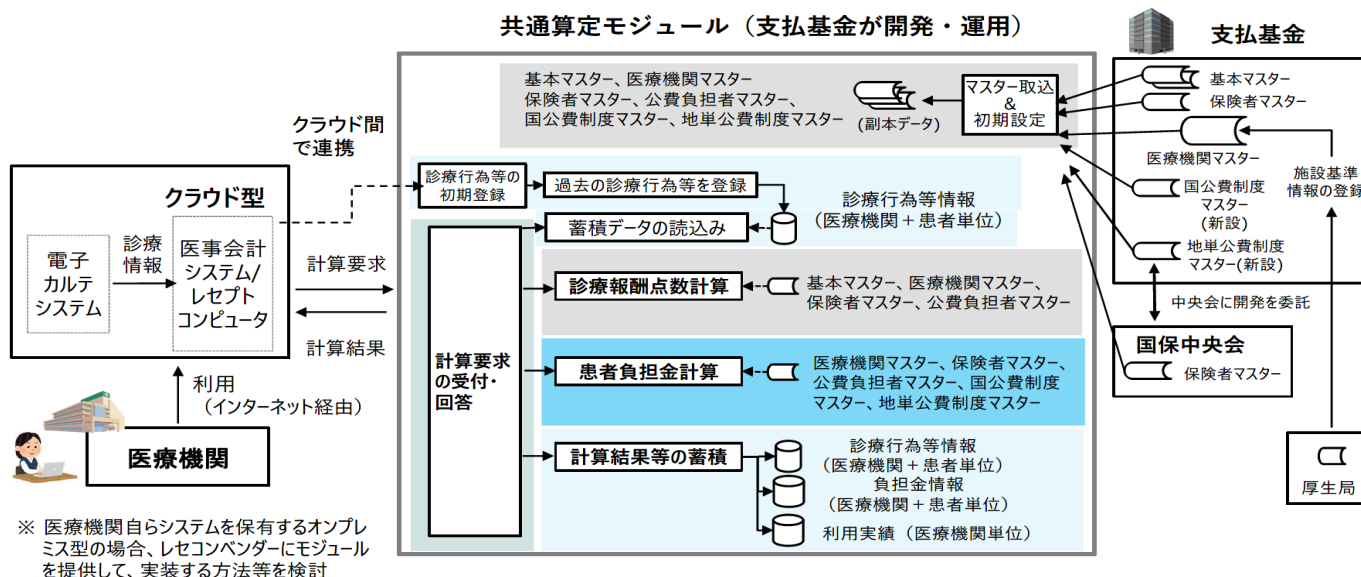 共通算定モジュール（支払基金が開発・運用）
支払基金
基本マスター、医療機関マスター
保険者マスター、公費負担者マスター、
国公費制度マスター、地単公費制度マスター
(副本データ)
マスター取込
&
初期設定
基本マスター
保険者マスター
医療機関マスター
国公費制度
マスター
(新設)
地単公費制度
マスター(新設)
施設基準
情報の登録
クラウド間
で連携
クラウド型
電子
カルテ
システム
診療
情報
医事会計
システム/
レセプト
コンピュータ
計算要求
計算結果
診療行為等の
初期登録
過去の診療行為等を登録
蓄積データの読込み
診療行為等情報
（医療機関＋患者単位）
計算要求
の受付・
回答
診療報酬点数計算
基本マスター、医療機関マスター、
保険者マスター、公費負担者マスター
患者負担金計算
医療機関マスター、保険者マスター、
公費負担者マスター、国公費制度
マスター、地単公費制度マスター
計算結果等の蓄積
診療行為等情報
（医療機関＋患者単位）
負担金情報
（医療機関＋患者単位）
利用実績（医療機関単位）
中央会に開発を委託
国保中央会
保険者マスター
厚生局
利用
（インターネット経由）
医療機関
※ 医療機関自らシステムを保有するオンプレ
ミス型の場合、レセコンベンダーにモジュール
を提供して、実装する方法等を検討